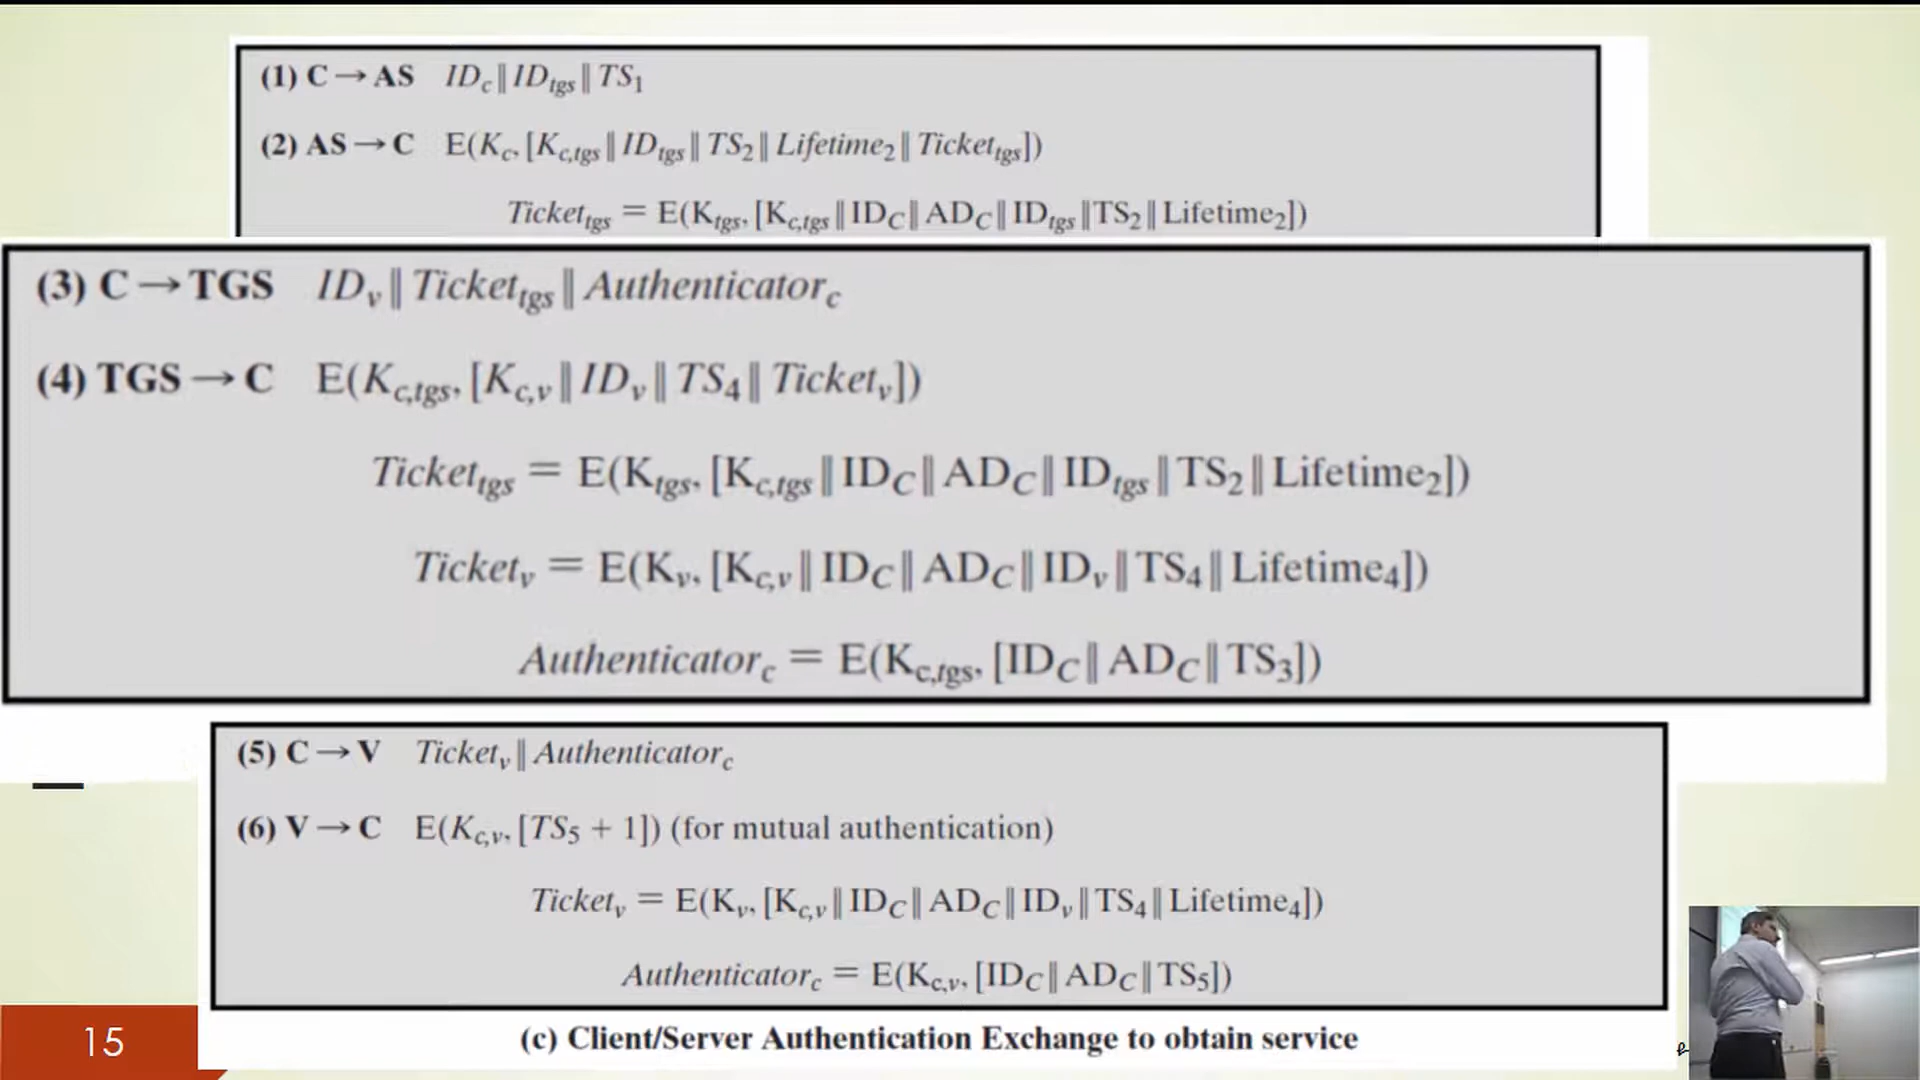 (1) C → AS ID_c || ID_tgs || TS_1
(2) AS → C E(K_c, [K_c,tgs || ID_tgs || TS_2 || Lifetime_2 || Ticket_tgs])
Ticket_tgs = E(K_tgs, [K_c,tgs || ID_C || AD_C || ID_tgs || TS_2 || Lifetime_2])
(3) C → TGS ID_v || Ticket_tgs || Authenticator_c
(4) TGS → C E(K_c,tgs, [K_c,v || ID_v || TS_4 || Ticket_v])
Ticket_tgs = E(K_tgs, [K_c,tgs || ID_C || AD_C || ID_tgs || TS_2 || Lifetime_2])
Ticket_v = E(K_v, [K_c,v || ID_C || AD_C || ID_v || TS_4 || Lifetime_4])
Authenticator_c = E(K_c,tgs, [ID_C || AD_C || TS_3])
(5) C → V Ticket_v || Authenticator_c
(6) V → C E(K_c,v, [TS_5 + 1]) (for mutual authentication)
Ticket_v = E(K_v, [K_c,v || ID_C || AD_C || ID_v || TS_4 || Lifetime_4])
Authenticator_c = E(K_c,v, [ID_C || AD_C || TS_5])
(c) Client/Server Authentication Exchange to obtain service
15